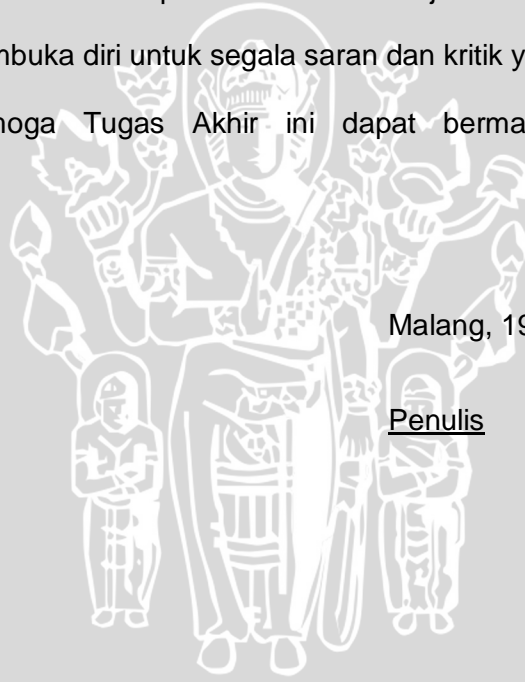 mbuka diri untuk segala saran dan kritik y
noga Tugas Akhir ini dapat berma
Malang, 19
Penulis